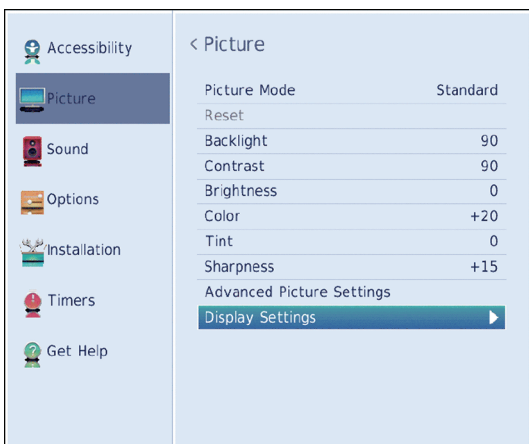 Accessibility
Picture
Sound
Options
Installation
Timers
Get Help
< Picture
Picture Mode Standard
Reset
Backlight 90
Contrast 90
Brightness 0
Color +20
Tint 0
Sharpness +15
Advanced Picture Settings
Display Settings